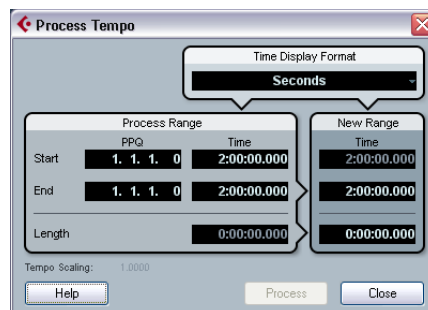 Process Tempo
Time Display Format
Seconds
Process Range
New Range
PPQ Time Time
Start 1. 1. 1. 0 2:00:00.000 2:00:00.000
End 1. 1. 1. 0 2:00:00.000 2:00:00.000
Length 0:00:00.000 0:00:00.000
Tempo Scaling: 1.0000
Help Process Close